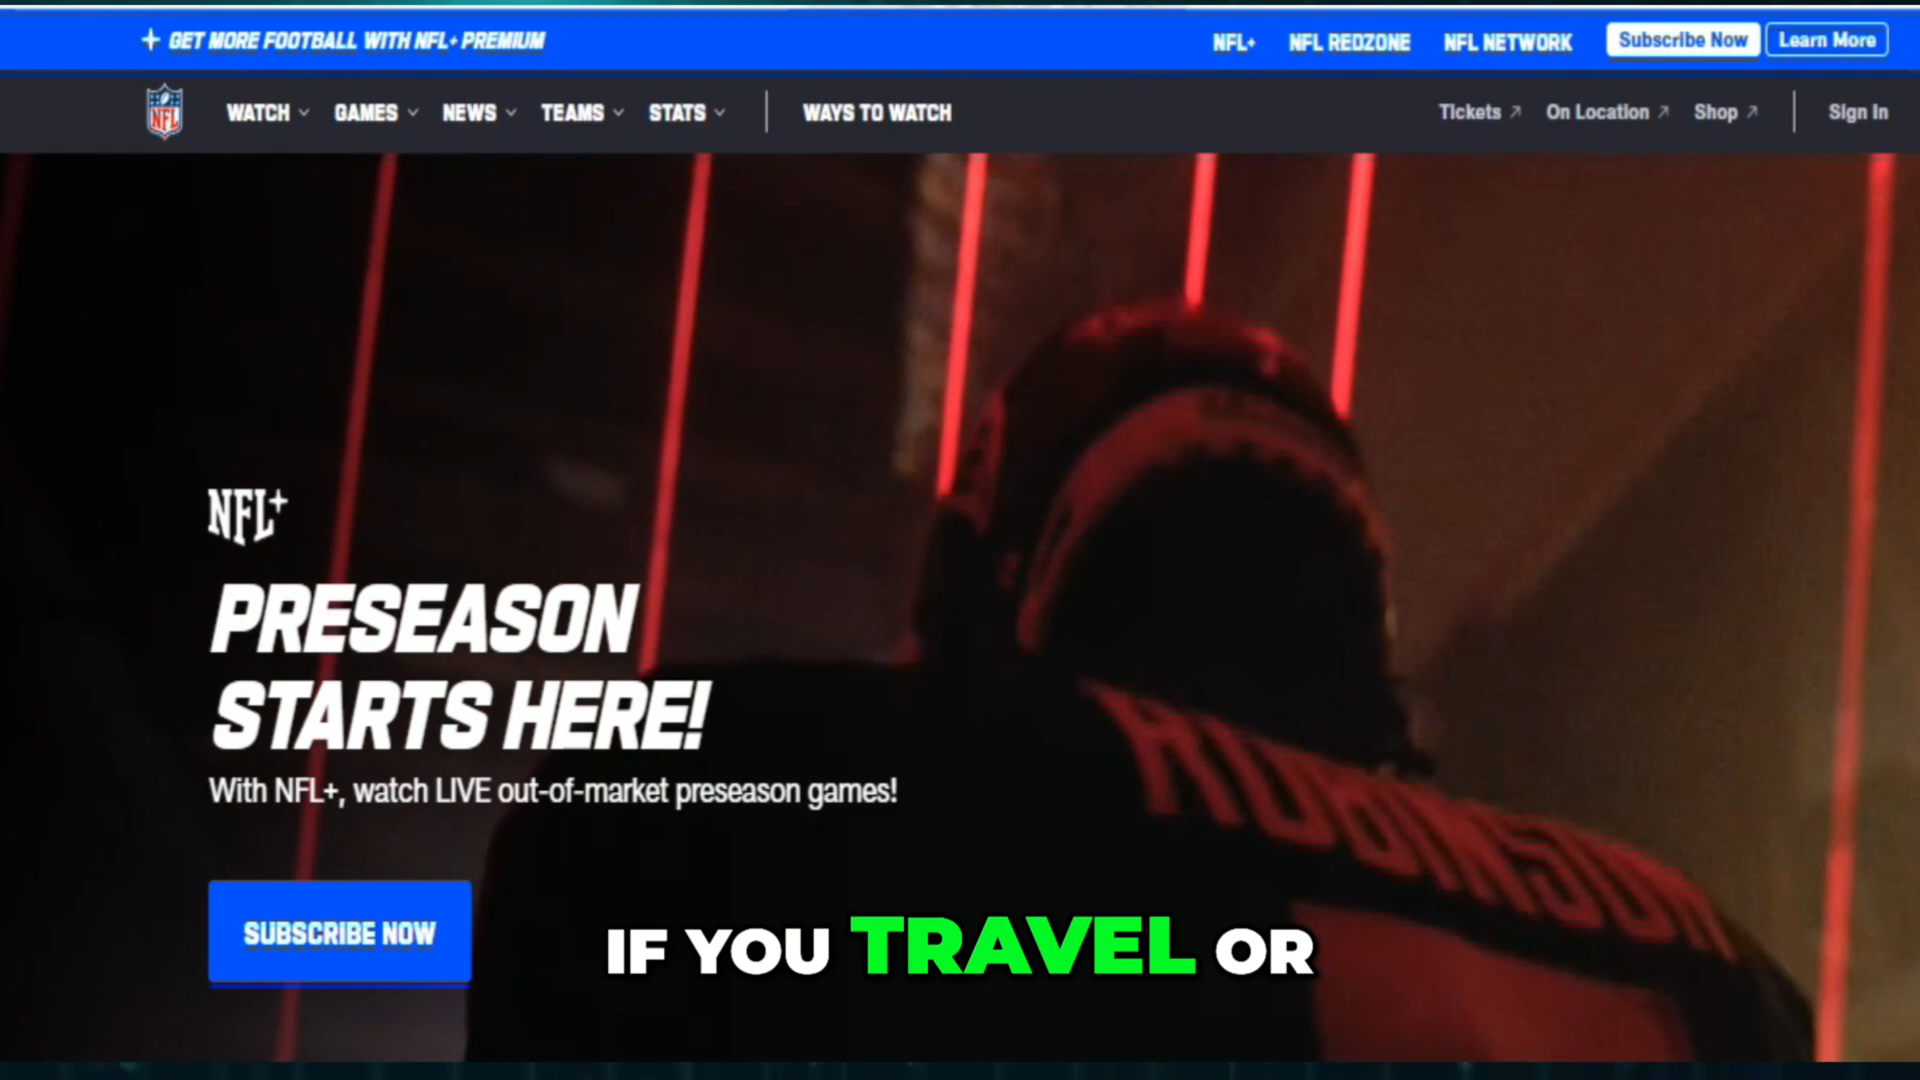 GET MORE FOOTBALL WITH NFL+ PREMIUM
NFL+ NFL REDZONE NFL NETWORK Subscribe Now Learn More
NFL WATCH GAMES NEWS TEAMS STATS WAYS TO WATCH Tickets On Location Shop Sign In
NFL+
PRESEASON
STARTS HERE!
With NFL+, watch LIVE out-of-market preseason games!
ROBINSON
SUBSCRIBE NOW
IF YOU TRAVEL OR